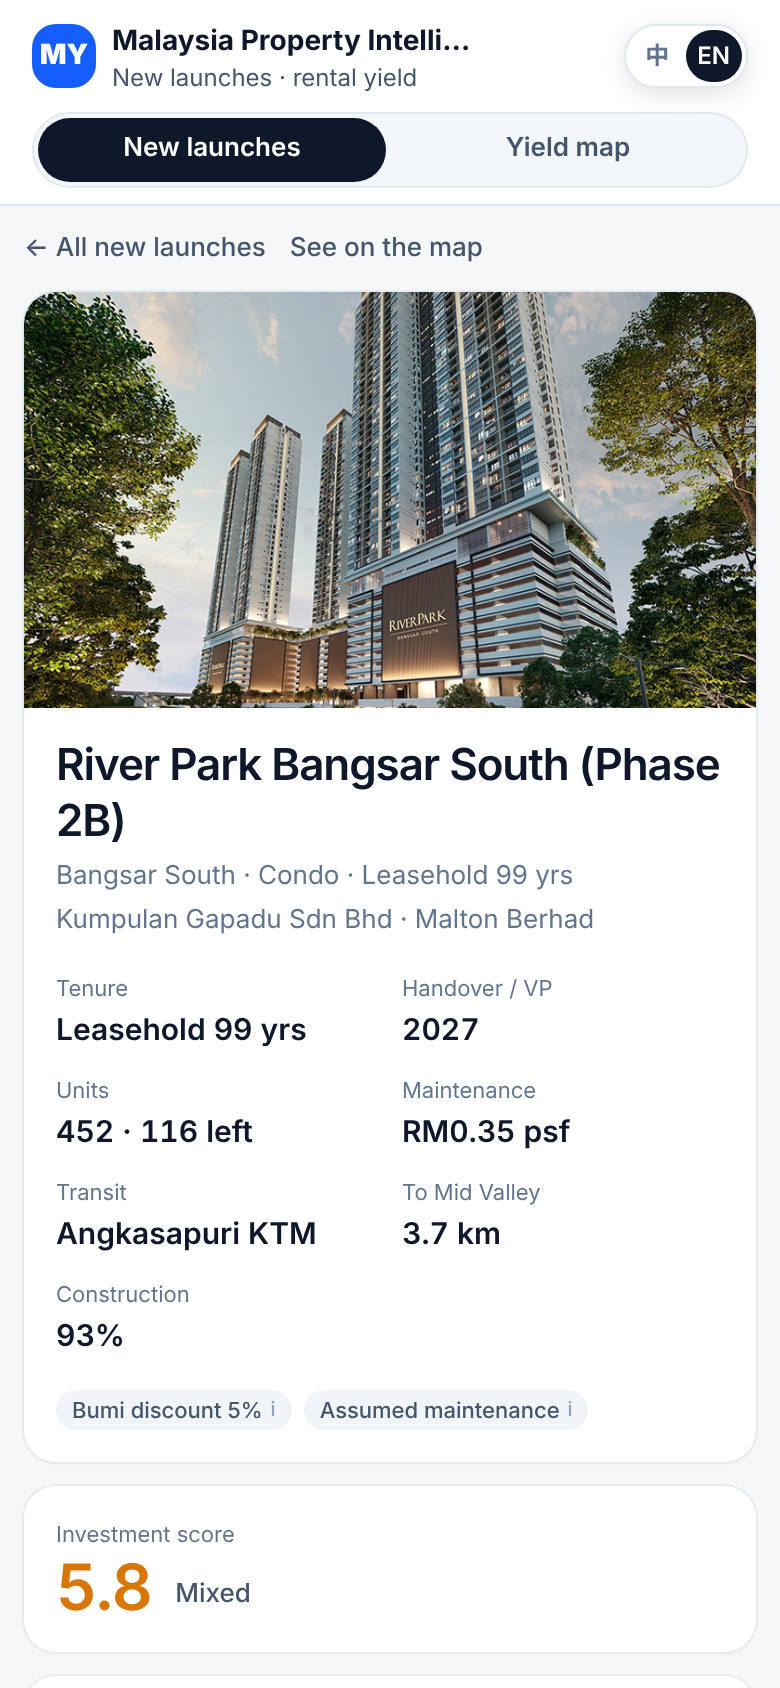 MY
Malaysia Property Intelli...
New launches · rental yield
中 EN
New launches Yield map
← All new launches See on the map
RIVERPARK
BANGSAR SOUTH
River Park Bangsar South (Phase
2B)
Bangsar South · Condo · Leasehold 99 yrs
Kumpulan Gapadu Sdn Bhd · Malton Berhad
Tenure Handover / VP
Leasehold 99 yrs 2027
Units Maintenance
452 · 116 left RM0.35 psf
Transit To Mid Valley
Angkasapuri KTM 3.7 km
Construction
93%
Bumi discount 5% i Assumed maintenance i
Investment score
5.8 Mixed